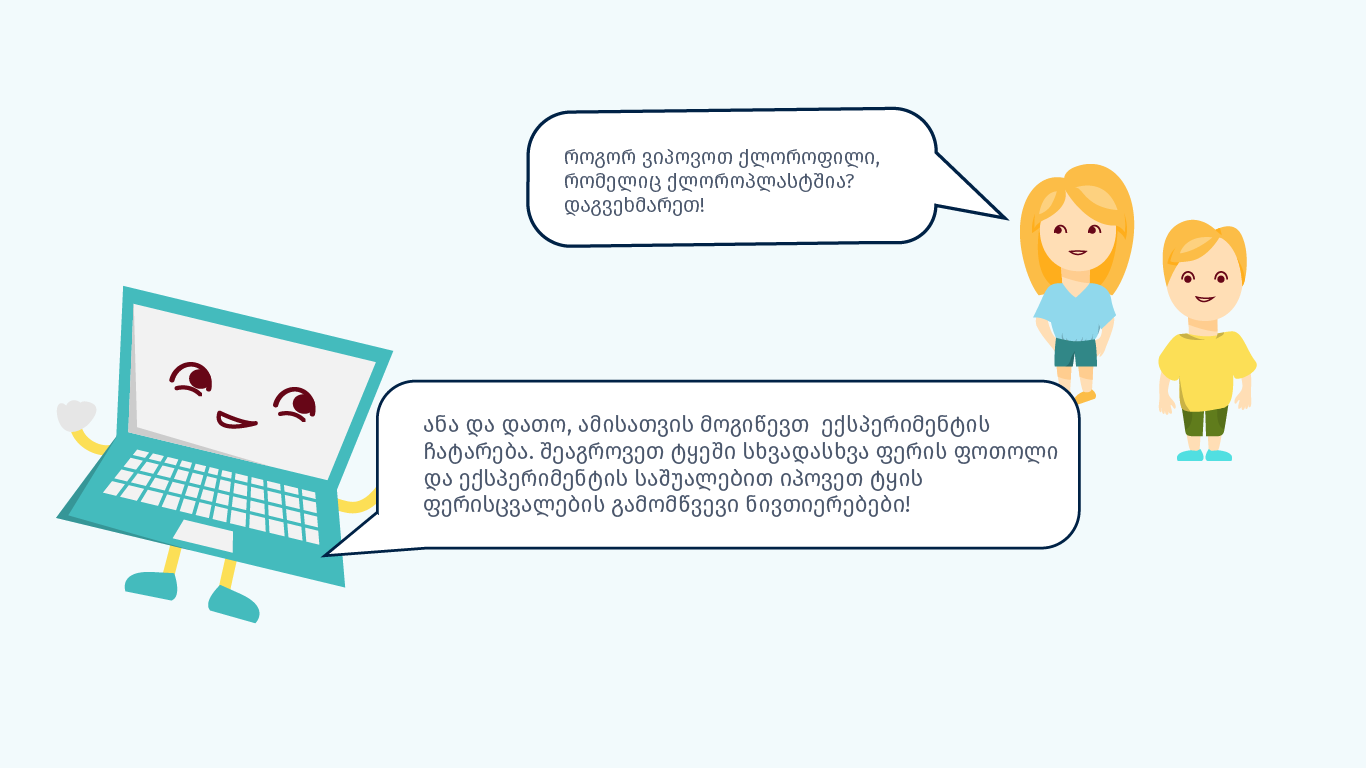 როგორ ვიპოვოთ ქლოროფილი,
რომელიც ქლოროპლასტშია?
დაგვეხმარეთ!
ანა და დათო, ამისათვის მოგიწევთ  ექსპერიმენტის
ჩატარება. შეაგროვეთ ტყეში სხვადასხვა ფერის ფოთოლი
და ექსპერიმენტის საშუალებით იპოვეთ ტყის
ფერისცვალების გამომწვევი ნივთიერებები!